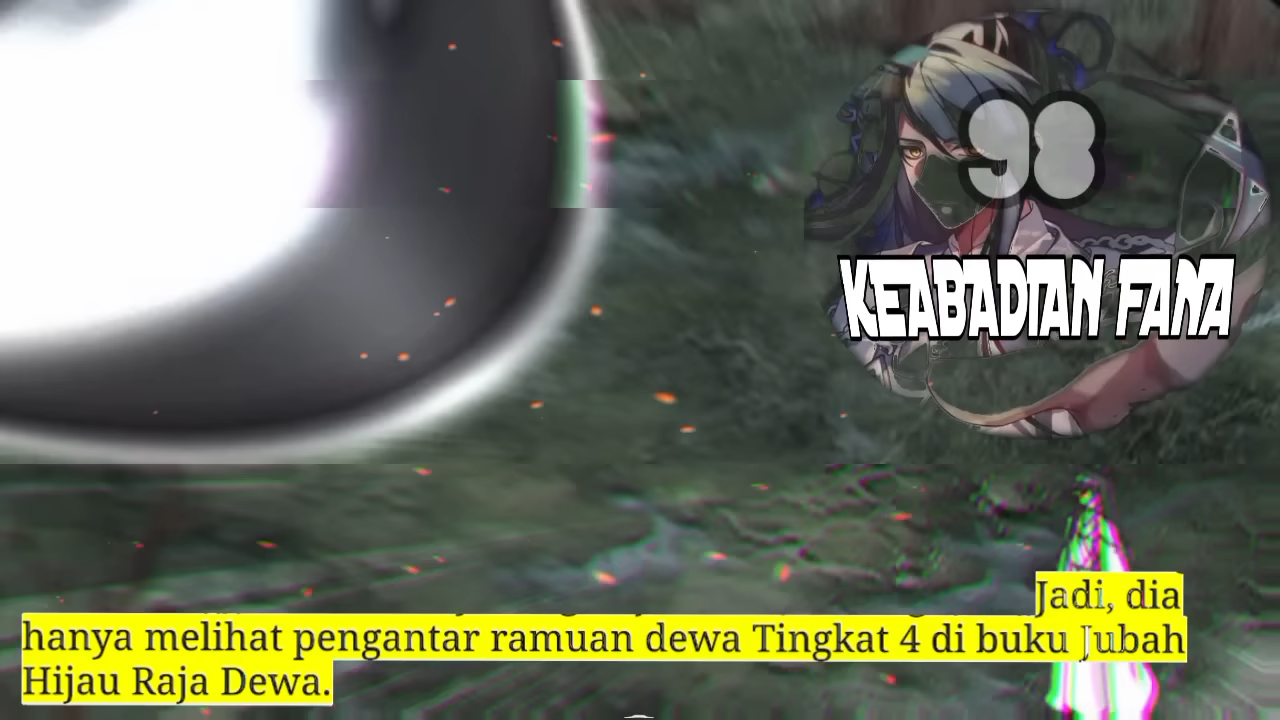 98
KEABADIAN FANA
Jadi, dia
hanya melihat pengantar ramuan dewa Tingkat 4 di buku Jubah
Hijau Raja Dewa.